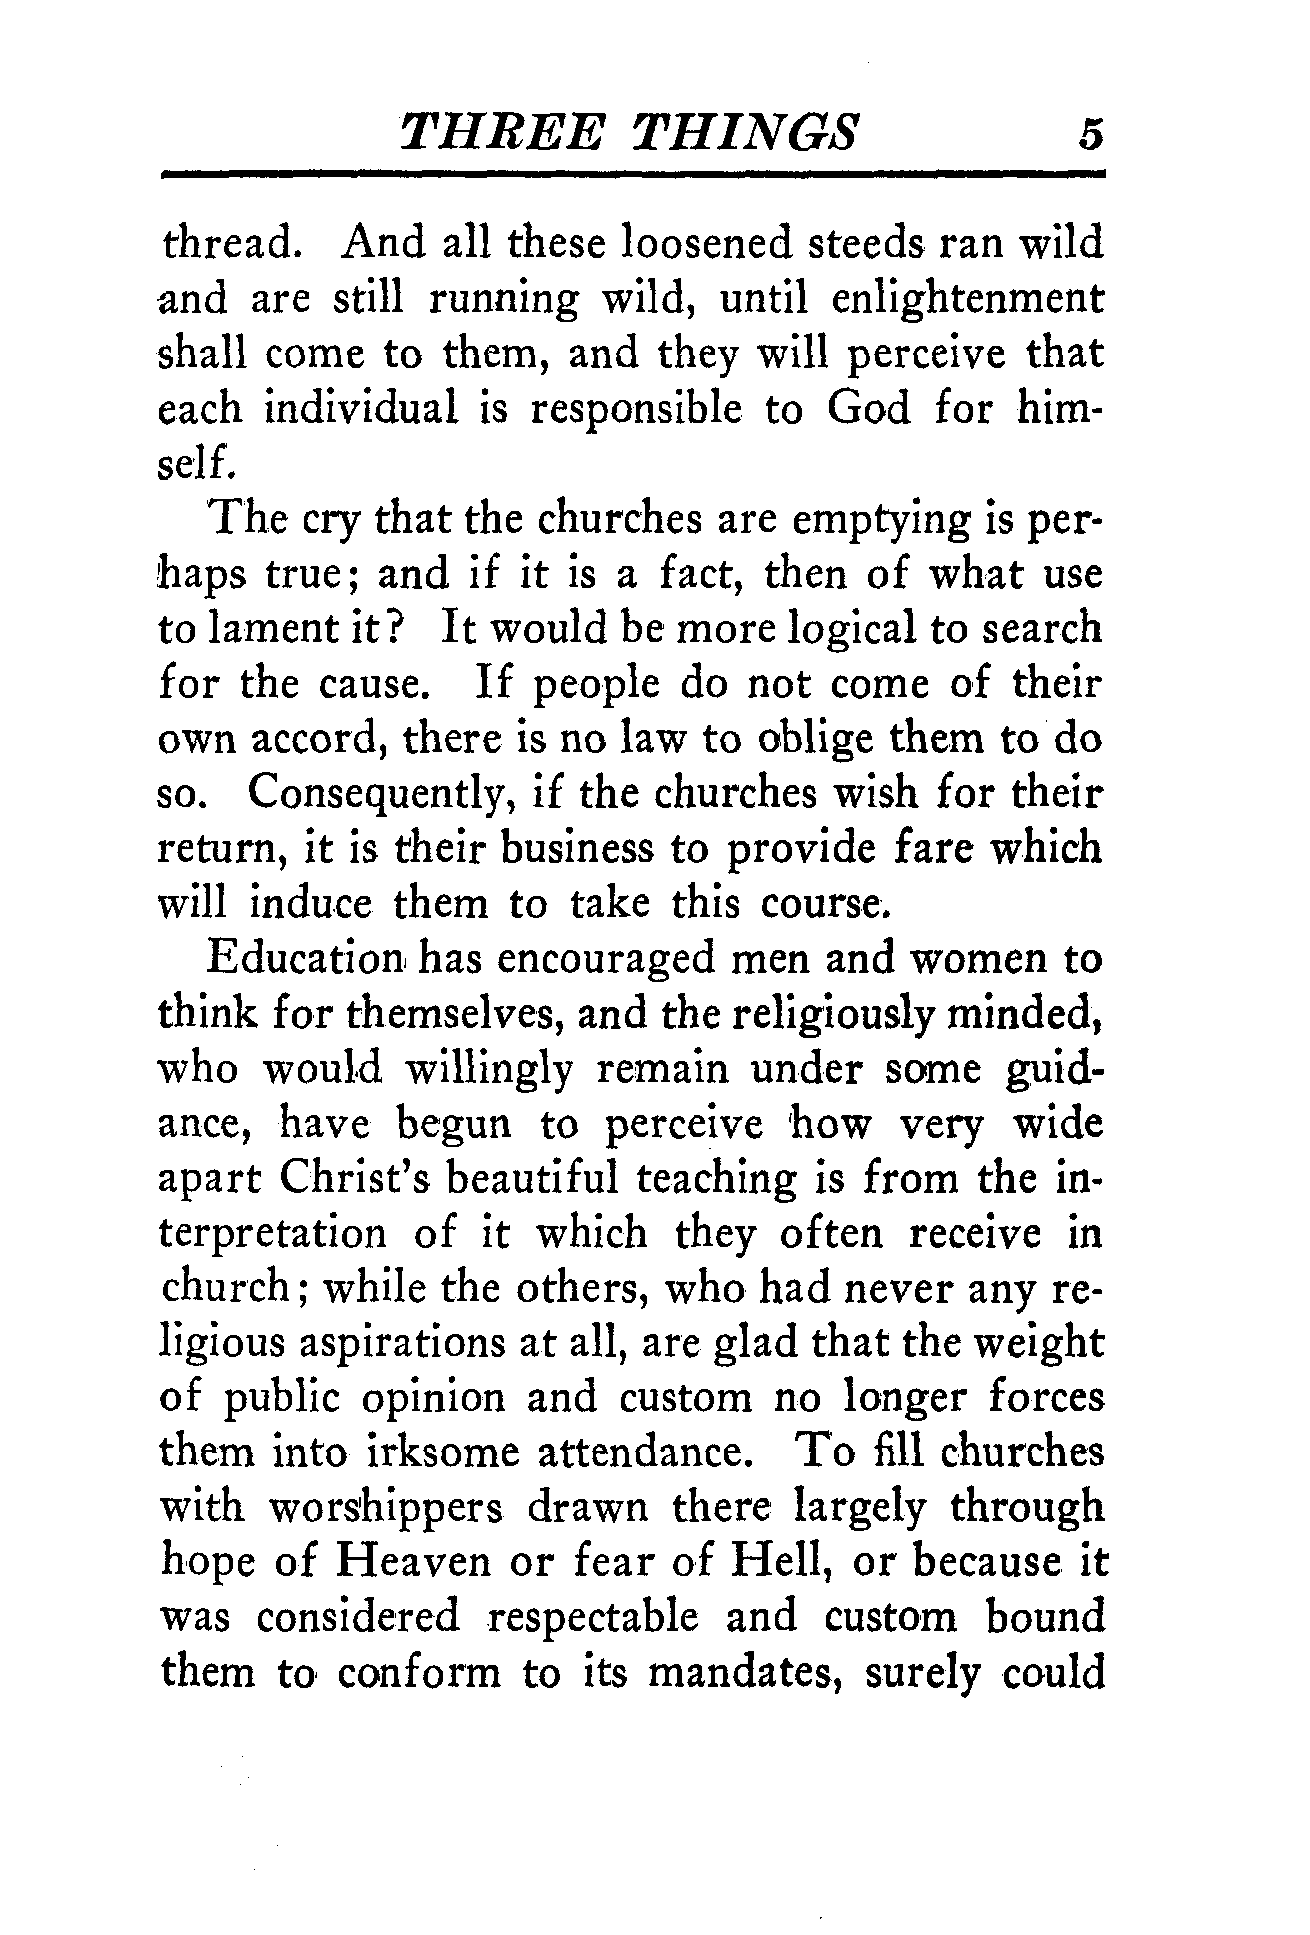 THREE THINGS 5
thread. And all these loosened steeds ran wild
and are still running wild, until enlightenment
shall come to them, and they will perceive that
each individual is responsible to God for him-
self.
The cry that the churches are emptying is per-
haps true; and if it is a fact, then of what use
to lament it? It would be more logical to search
for the cause. If people do not come of their
own accord, there is no law to oblige them to do
so. Consequently, if the churches wish for their
return, it is their business to provide fare which
will induce them to take this course.
Education has encouraged men and women to
think for themselves, and the religiously minded,
who would willingly remain under some guid-
ance, have begun to perceive how very wide
apart Christ's beautiful teaching is from the in-
terpretation of it which they often receive in
church; while the others, who had never any re-
ligious aspirations at all, are glad that the weight
of public opinion and custom no longer forces
them into irksome attendance. To fill churches
with worshippers drawn there largely through
hope of Heaven or fear of Hell, or because it
was considered respectable and custom bound
them to conform to its mandates, surely could